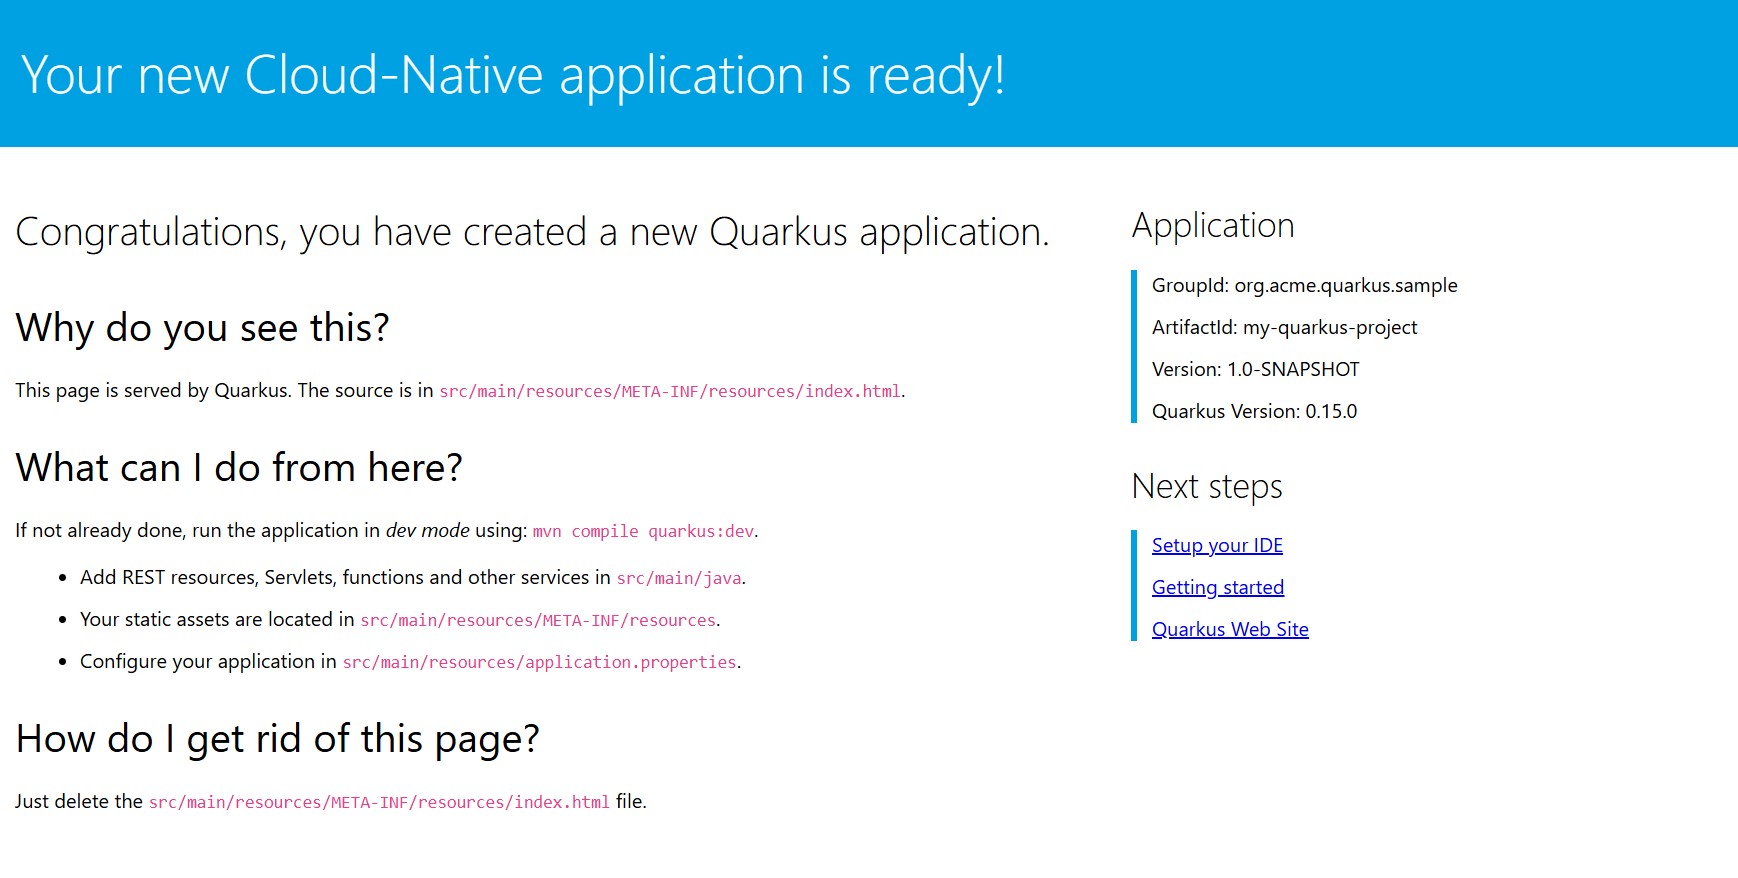 Your new Cloud-Native application is ready!
Congratulations, you have created a new Quarkus application.
Why do you see this?
This page is served by Quarkus. The source is in src/main/resources/META-INF/resources/index.html.
What can I do from here?
If not already done, run the application in dev mode using: mvn compile quarkus:dev.
• Add REST resources, Servlets, functions and other services in src/main/java.
• Your static assets are located in src/main/resources/META-INF/resources.
• Configure your application in src/main/resources/application.properties.
How do I get rid of this page?
Just delete the src/main/resources/META-INF/resources/index.html file.
Application
GroupId: org.acme.quarkus.sample
ArtifactId: my-quarkus-project
Version: 1.0-SNAPSHOT
Quarkus Version: 0.15.0
Next steps
Setup your IDE
Getting started
Quarkus Web Site